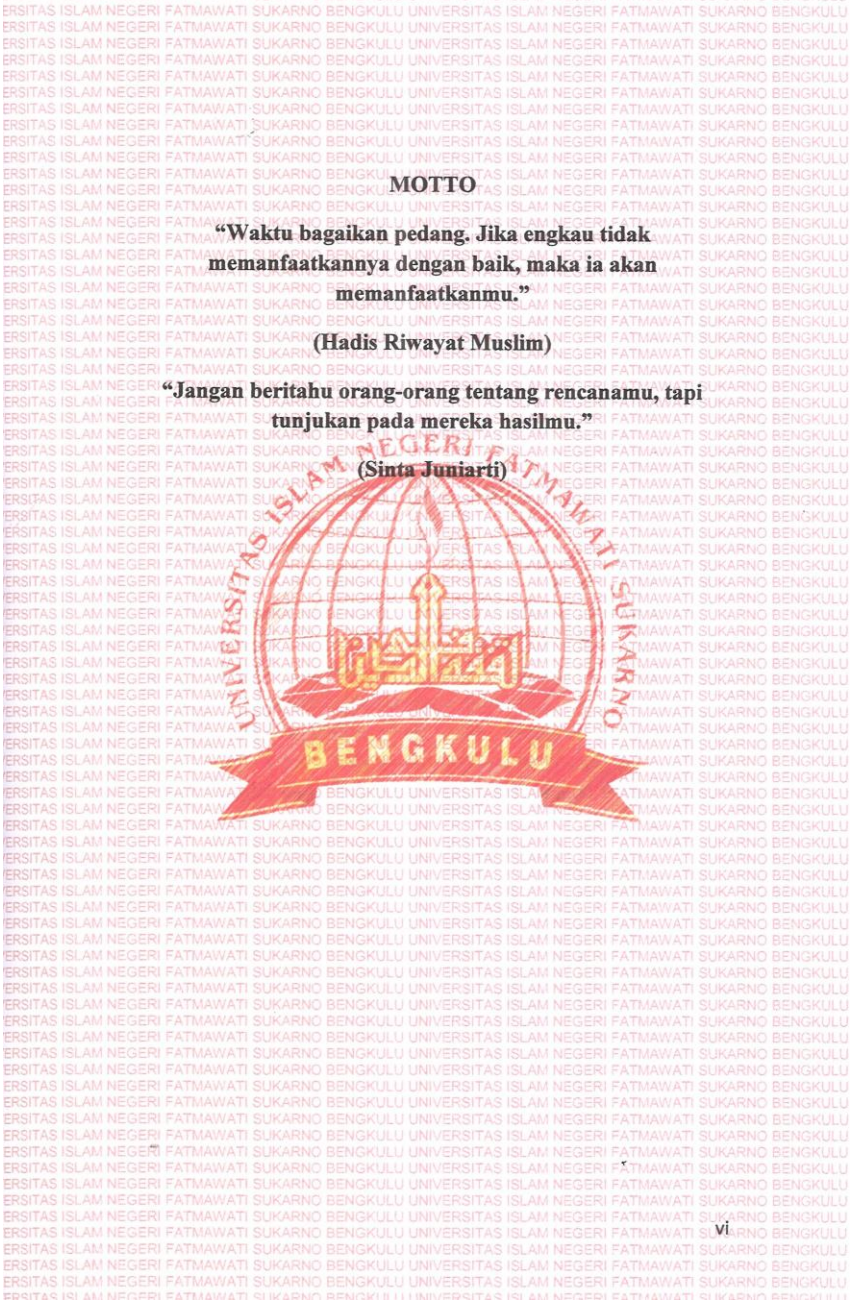 MOTTO
“Waktu bagaikan pedang. Jika engkau tidak
memanfaatkannya dengan baik, maka ia akan
memanfaatkanmu.”
(Hadis Riwayat Muslim)
“Jangan beritahu orang-orang tentang rencanamu, tapi
tunjukan pada mereka hasilmu.”
(Sinta Juniarti)
UNIVERSITAS ISLAM NEGERI FATMAWATI SUKARNO
BENGKULU
vi